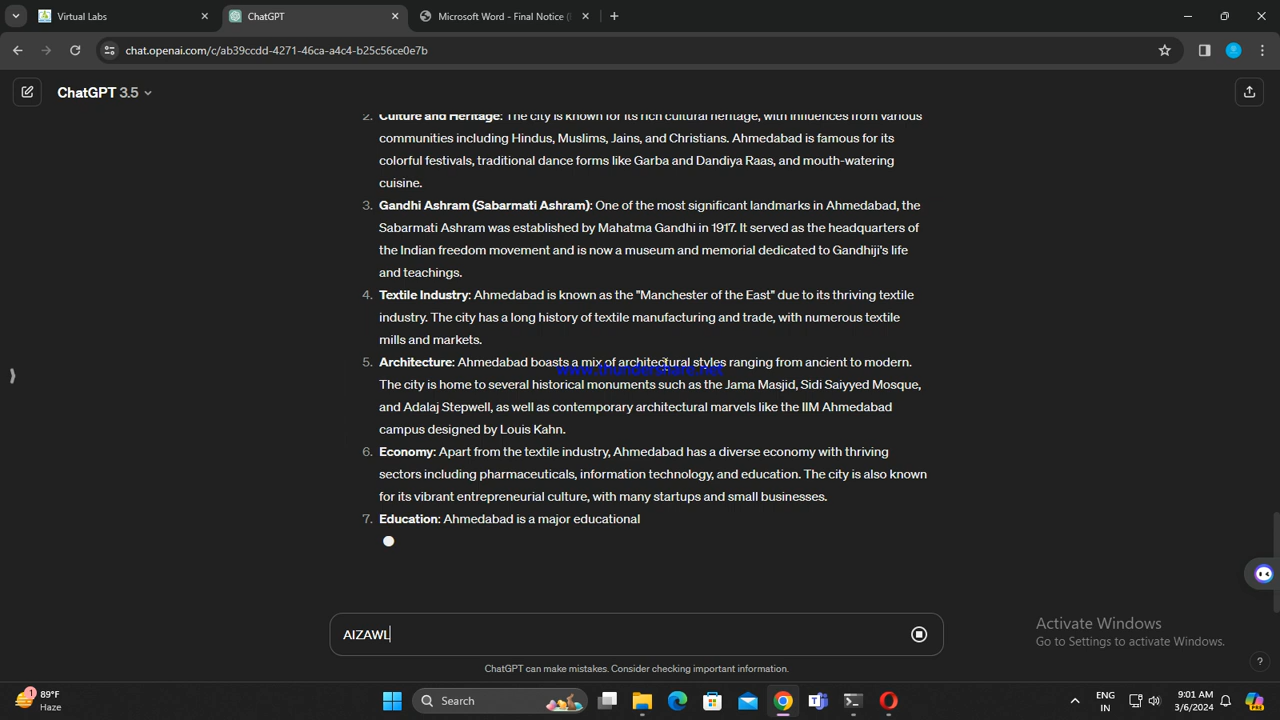 Virtual Labs
ChatGPT
Microsoft Word - Final Notice (
chat.openai.com/c/ab39ccdd-4271-46ca-a4c4-b25c56ce0e7b
ChatGPT 3.5
2. Culture and Heritage: The city is known for its rich cultural heritage, with influences from various
communities including Hindus, Muslims, Jains, and Christians. Ahmedabad is famous for its
colorful festivals, traditional dance forms like Garba and Dandiya Raas, and mouth-watering
cuisine.
3. Gandhi Ashram (Sabarmati Ashram): One of the most significant landmarks in Ahmedabad, the
Sabarmati Ashram was established by Mahatma Gandhi in 1917. It served as the headquarters of
the Indian freedom movement and is now a museum and memorial dedicated to Gandhiji's life
and teachings.
4. Textile Industry: Ahmedabad is known as the "Manchester of the East" due to its thriving textile
industry. The city has a long history of textile manufacturing and trade, with numerous textile
mills and markets.
5. Architecture: Ahmedabad boasts a mix of architectural styles ranging from ancient to modern.
www.thundershare.net
The city is home to several historical monuments such as the Jama Masjid, Sidi Saiyyed Mosque,
and Adalaj Stepwell, as well as contemporary architectural marvels like the IIM Ahmedabad
campus designed by Louis Kahn.
6. Economy: Apart from the textile industry, Ahmedabad has a diverse economy with thriving
sectors including pharmaceuticals, information technology, and education. The city is also known
for its vibrant entrepreneurial culture, with many startups and small businesses.
7. Education: Ahmedabad is a major educational
AIZAWL
Activate Windows
Go to Settings to activate Windows.
ChatGPT can make mistakes. Consider checking important information.
?
1
89°F
Haze
Search
ENG
IN
9:01 AM
3/6/2024